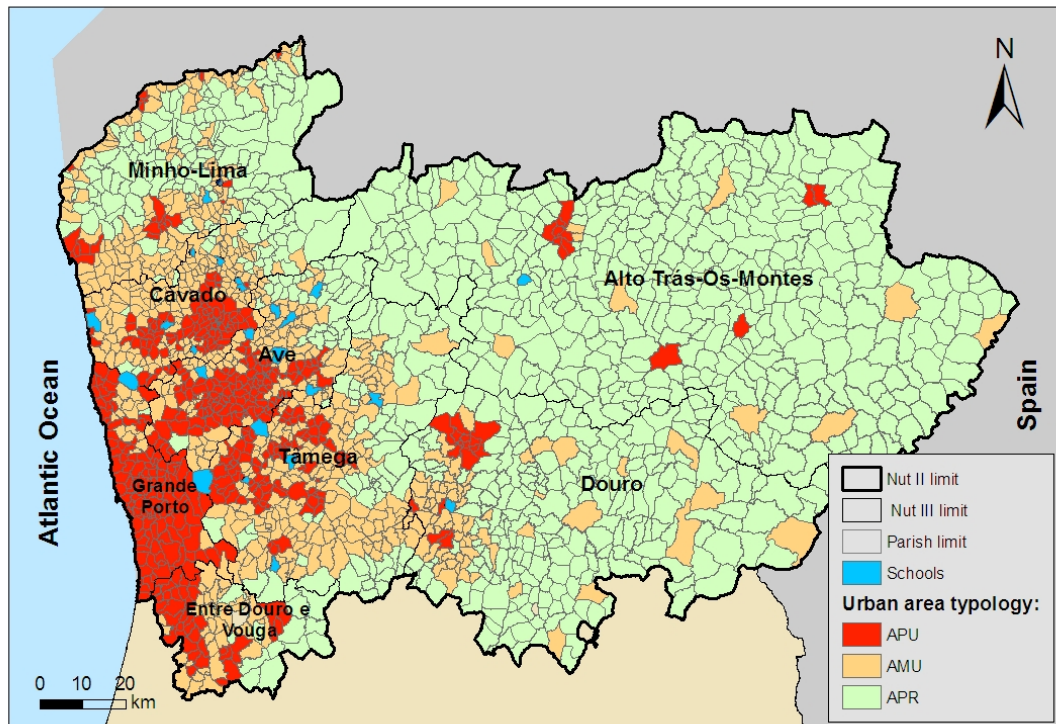 N
Minho-Lima
Alto Trás-Os-Montes
Cávado
Ave
Tâmega
Grande
Porto
Douro
Entre Douro e
Vouga
Atlantic Ocean
Spain
0 10 20
km
Nut II limit
Nut III limit
Parish limit
Schools
Urban area typology:
APU
AMU
APR